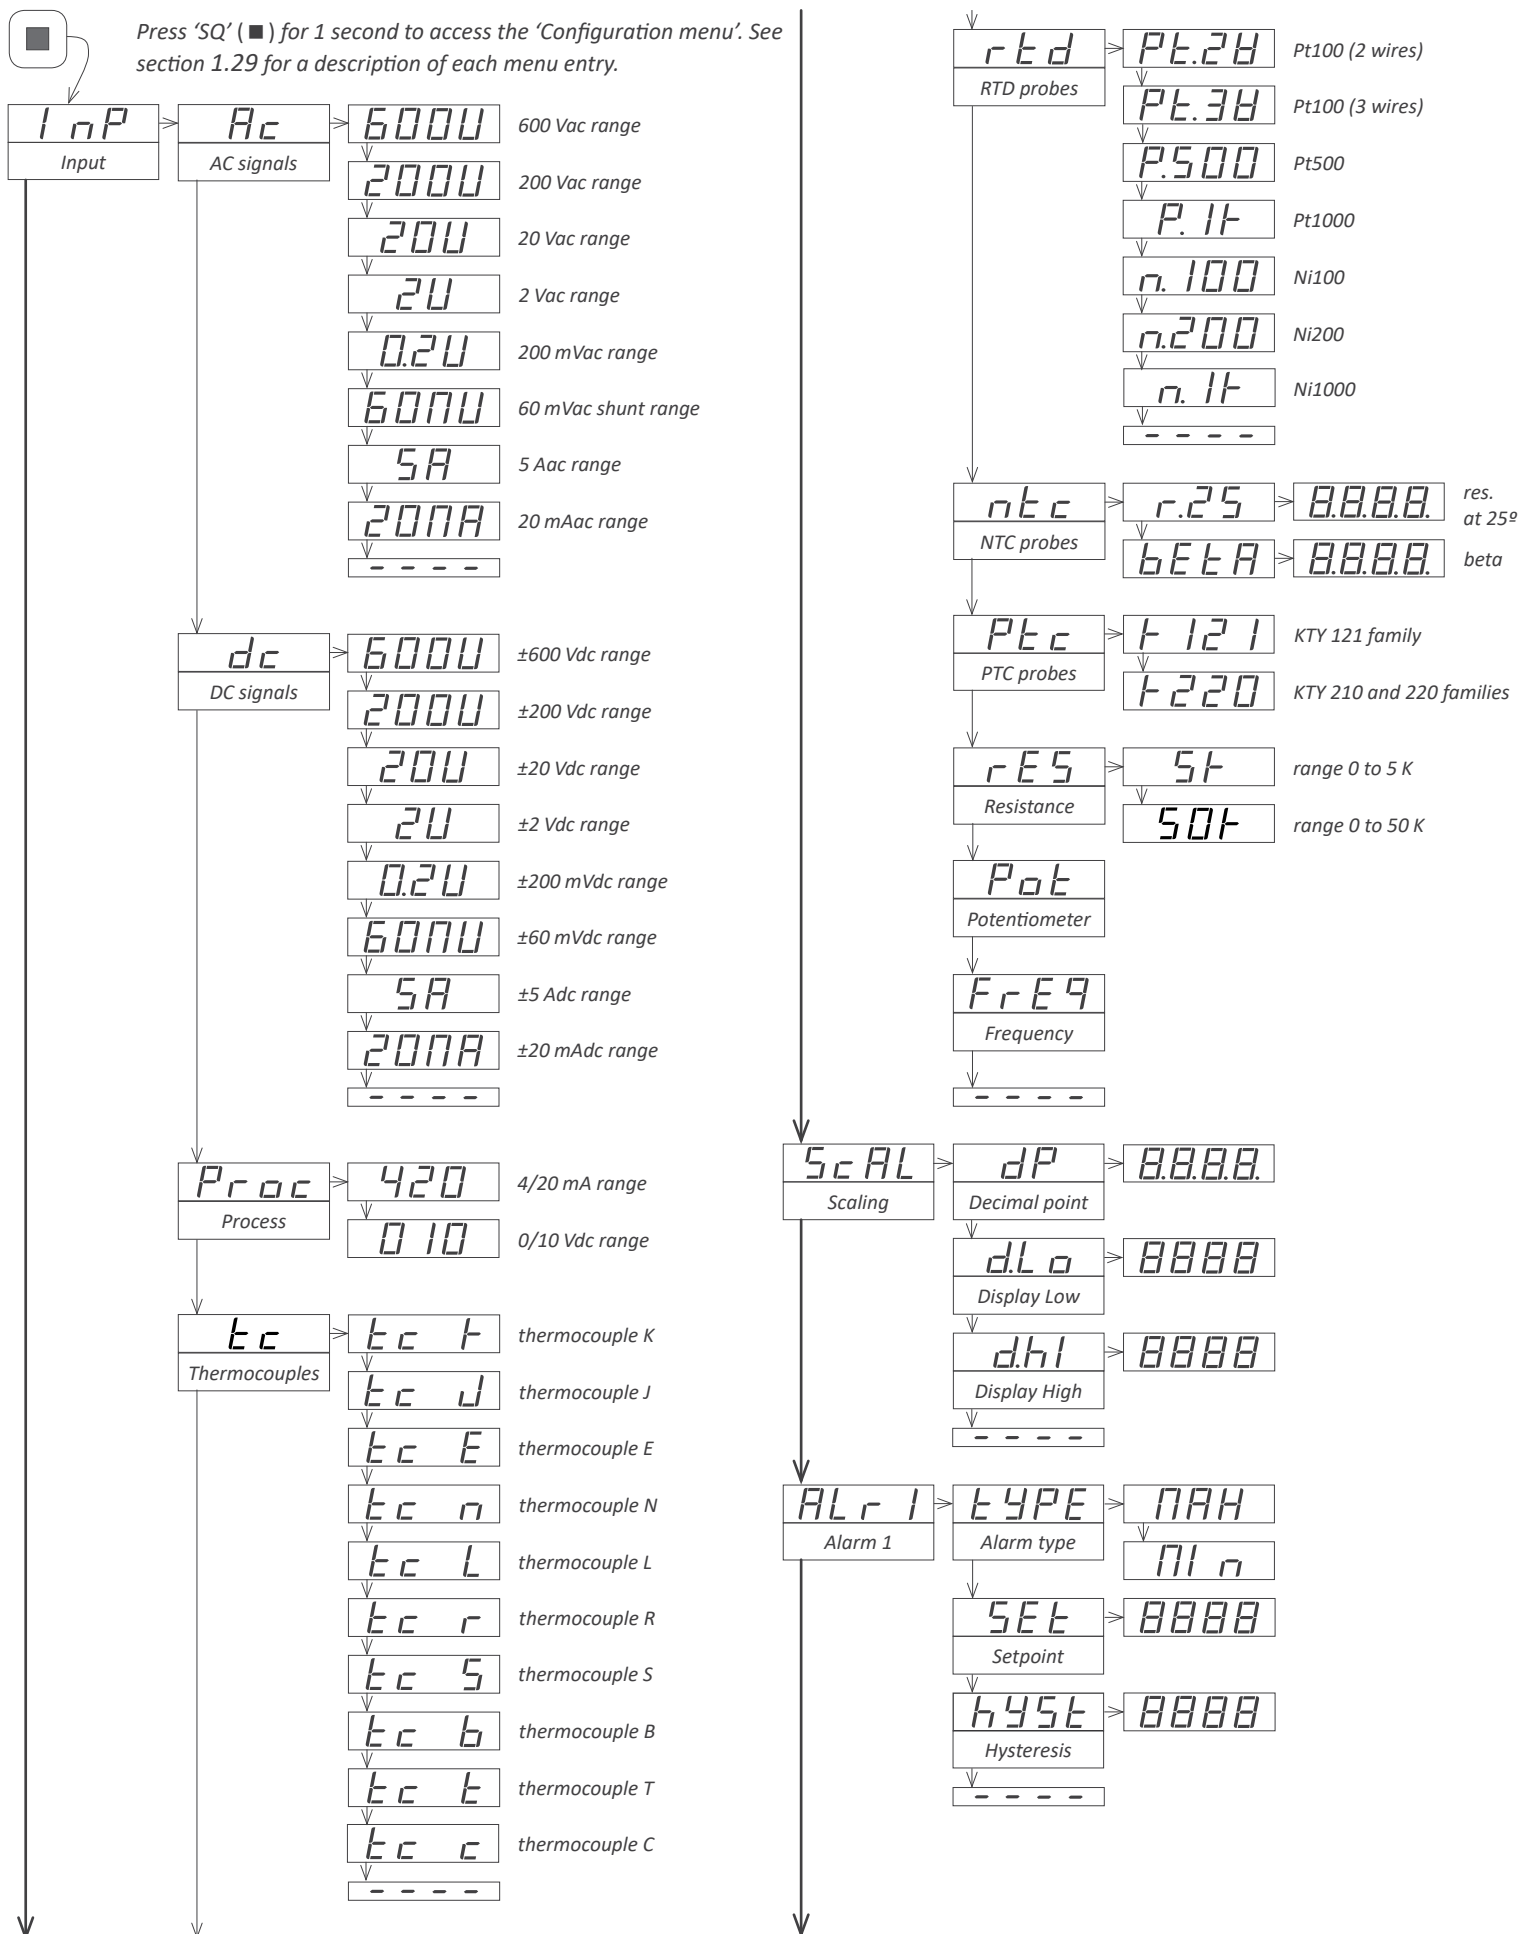 Press ‘SQ’ ( ■ ) for 1 second to access the ‘Configuration menu’. See
section 1.29 for a description of each menu entry.
InP
Input
Ac
AC signals
600U
600 Vac range
200U
200 Vac range
20U
20 Vac range
2U
2 Vac range
0.2U
200 mVac range
60MU
60 mVac shunt range
5A
5 Aac range
20MA
20 mAac range
- - - -
dc
DC signals
600U
±600 Vdc range
200U
±200 Vdc range
20U
±20 Vdc range
2U
±2 Vdc range
0.2U
±200 mVdc range
60MU
±60 mVdc range
5A
±5 Adc range
20MA
±20 mAdc range
- - - -
Proc
Process
420
4/20 mA range
010
0/10 Vdc range
tc
Thermocouples
tc k
thermocouple K
tc J
thermocouple J
tc E
thermocouple E
tc n
thermocouple N
tc L
thermocouple L
tc r
thermocouple R
tc S
thermocouple S
tc b
thermocouple B
tc t
thermocouple T
tc c
thermocouple C
- - - -
rtd
RTD probes
Pt.2W
Pt100 (2 wires)
Pt.3W
Pt100 (3 wires)
P.500
Pt500
P.1k
Pt1000
n.100
Ni100
n.200
Ni200
n.1k
Ni1000
- - - -
ntc
NTC probes
r.25
8.8.8.8.
res.
at 25º
bEtA
8.8.8.8.
beta
Ptc
PTC probes
k121
KTY 121 family
k220
KTY 210 and 220 families
rES
Resistance
5k
range 0 to 5 K
50k
range 0 to 50 K
Pot
Potentiometer
FrEq
Frequency
- - - -
ScAL
Scaling
dP
Decimal point
8.8.8.8.
d.Lo
Display Low
8888
d.hI
Display High
8888
- - - -
ALr1
Alarm 1
tYPE
Alarm type
MAX
MIn
SEt
Setpoint
8888
hYSt
Hysteresis
8888
- - - -